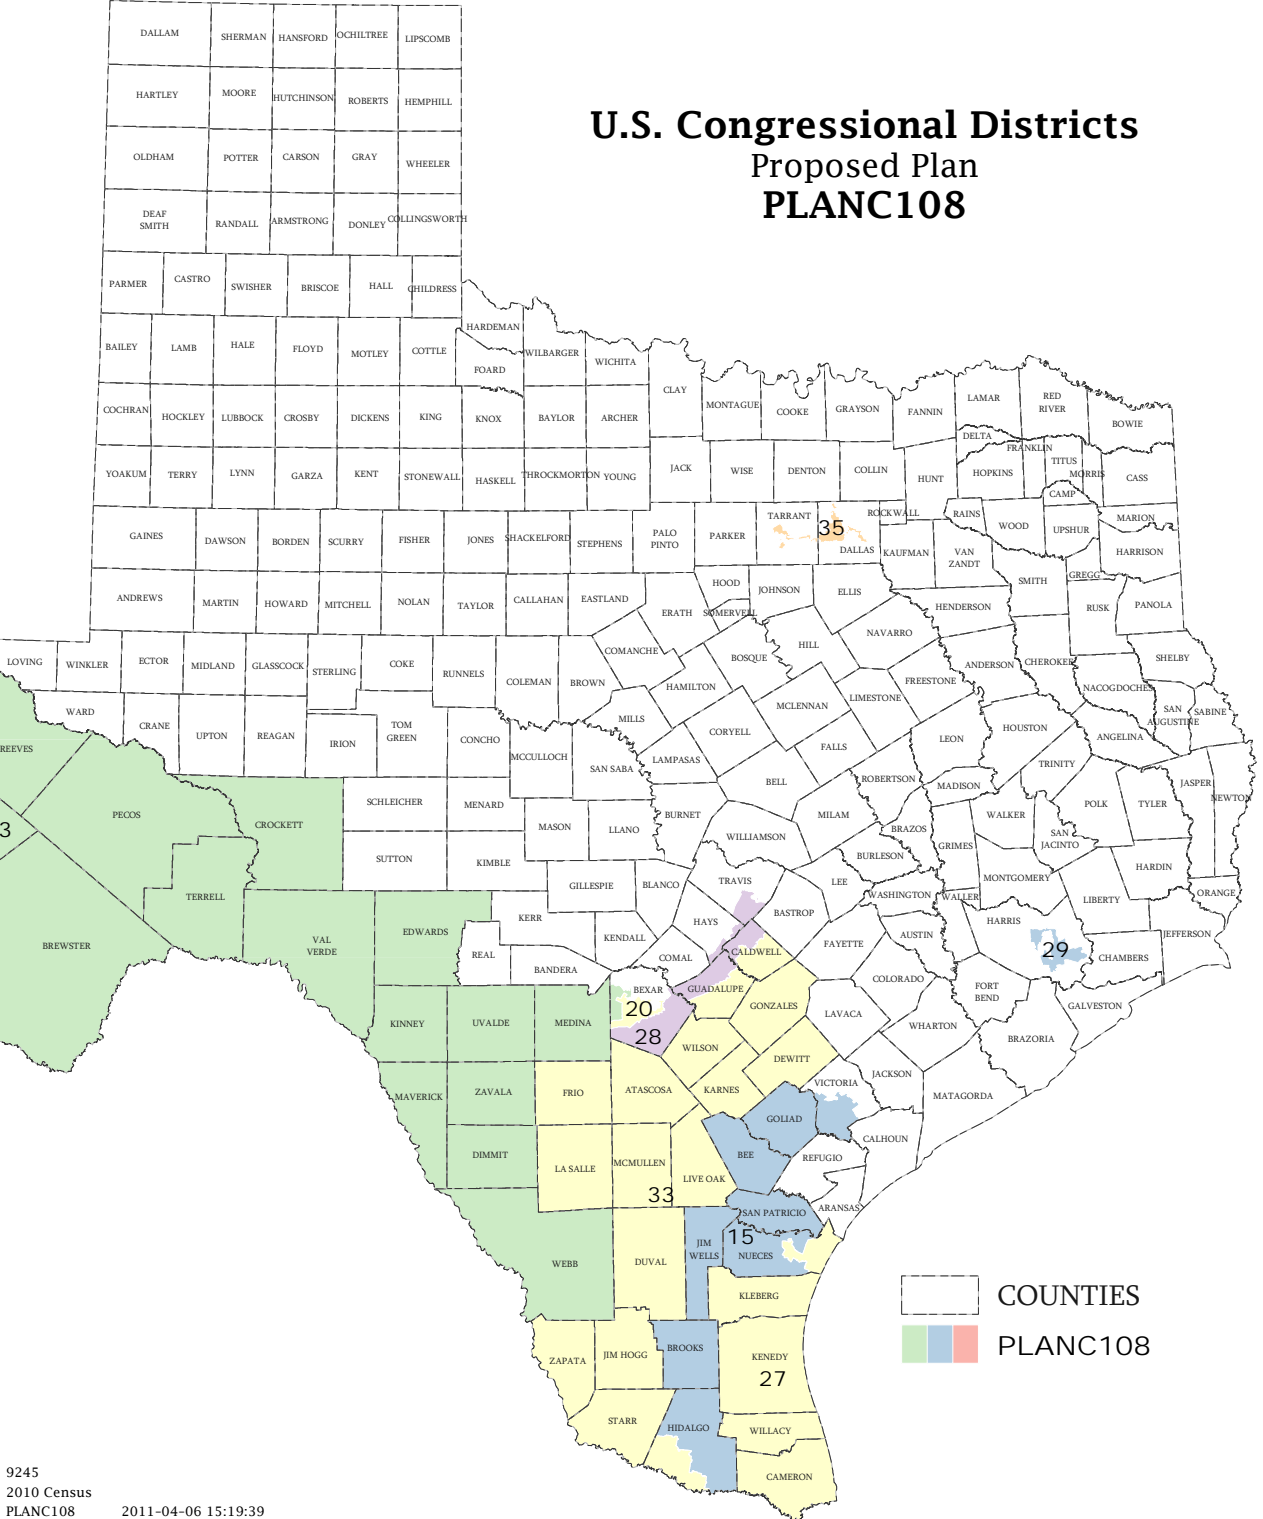 U.S. Congressional Districts
Proposed Plan
PLANC108
DALLAM
SHERMAN
HANSFORD
OCHILTREE
LIPSCOMB
HARTLEY
MOORE
HUTCHINSON
ROBERTS
HEMPHILL
OLDHAM
POTTER
CARSON
GRAY
WHEELER
DEAF
SMITH
RANDALL
ARMSTRONG
DONLEY
COLLINGSWORTH
PARMER
CASTRO
SWISHER
BRISCOE
HALL
CHILDRESS
HARDEMAN
BAILEY
LAMB
HALE
FLOYD
MOTLEY
COTTLE
FOARD
WILBARGER
WICHITA
CLAY
MONTAGUE
COOKE
GRAYSON
FANNIN
LAMAR
RED
RIVER
BOWIE
COCHRAN
HOCKLEY
LUBBOCK
CROSBY
DICKENS
KING
KNOX
BAYLOR
ARCHER
DELTA
FRANKLIN
TITUS
MORRIS
CASS
YOAKUM
TERRY
LYNN
GARZA
KENT
STONEWALL
HASKELL
THROCKMORTON
YOUNG
JACK
WISE
DENTON
COLLIN
HUNT
HOPKINS
CAMP
GAINES
DAWSON
BORDEN
SCURRY
FISHER
JONES
SHACKELFORD
STEPHENS
PALO
PINTO
PARKER
TARRANT
35
DALLAS
ROCKWALL
KAUFMAN
RAINS
WOOD
UPSHUR
MARION
VAN
ZANDT
HARRISON
ANDREWS
MARTIN
HOWARD
MITCHELL
NOLAN
TAYLOR
CALLAHAN
EASTLAND
ERATH
HOOD
SOMERVELL
JOHNSON
ELLIS
HENDERSON
SMITH
GREGG
RUSK
PANOLA
LOVING
WINKLER
ECTOR
MIDLAND
GLASSCOCK
STERLING
COKE
RUNNELS
COLEMAN
BROWN
COMANCHE
HAMILTON
BOSQUE
HILL
NAVARRO
FREESTONE
ANDERSON
CHEROKEE
NACOGDOCHES
SHELBY
WARD
CRANE
UPTON
REAGAN
IRION
TOM
GREEN
CONCHO
MCCULLOCH
SAN SABA
MILLS
LAMPASAS
CORYELL
MCLENNAN
LIMESTONE
FALLS
LEON
HOUSTON
ANGELINA
SAN
AUGUSTINE
SABINE
REEVES
BELL
ROBERTSON
MADISON
TRINITY
POLK
TYLER
JASPER
NEWTON
3
PECOS
CROCKETT
SCHLEICHER
MENARD
MASON
LLANO
BURNET
WILLIAMSON
MILAM
BRAZOS
GRIMES
WALKER
SAN
JACINTO
SUTTON
KIMBLE
GILLESPIE
BLANCO
TRAVIS
LEE
BURLESON
WASHINGTON
WALLER
MONTGOMERY
LIBERTY
HARDIN
ORANGE
TERRELL
BREWSTER
VAL
VERDE
EDWARDS
REAL
KERR
BANDERA
KENDALL
HAYS
COMAL
CALDWELL
BASTROP
FAYETTE
AUSTIN
HARRIS
29
CHAMBERS
JEFFERSON
KINNEY
UVALDE
MEDINA
BEXAR
20
28
GUADALUPE
GONZALES
LAVACA
COLORADO
WHARTON
FORT
BEND
GALVESTON
BRAZORIA
MAVERICK
ZAVALA
FRIO
ATASCOSA
WILSON
KARNES
DEWITT
VICTORIA
JACKSON
MATAGORDA
DIMMIT
LA SALLE
MCMULLEN
33
LIVE OAK
BEE
GOLIAD
REFUGIO
CALHOUN
ARANSAS
SAN PATRICIO
WEBB
DUVAL
JIM
WELLS
15
NUECES
KLEBERG
ZAPATA
JIM HOGG
BROOKS
KENEDY
27
STARR
HIDALGO
WILLACY
CAMERON
COUNTIES
PLANC108
9245
2010 Census
PLANC108 2011-04-06 15:19:39